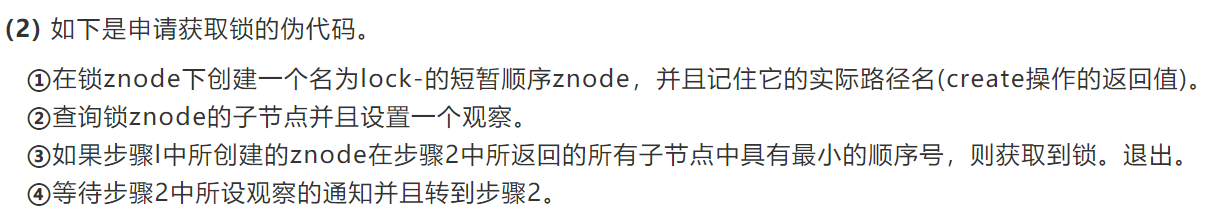 (2) 如下是申请获取锁的伪代码。
①在锁znode下创建一个名为lock-的短暂顺序znode，并且记住它的实际路径名(create操作的返回值)。
②查询锁znode的子节点并且设置一个观察。
③如果步骤l中所创建的znode在步骤2中所返回的所有子节点中具有最小的顺序号，则获取到锁。退出。
④等待步骤2中所设观察的通知并且转到步骤2。